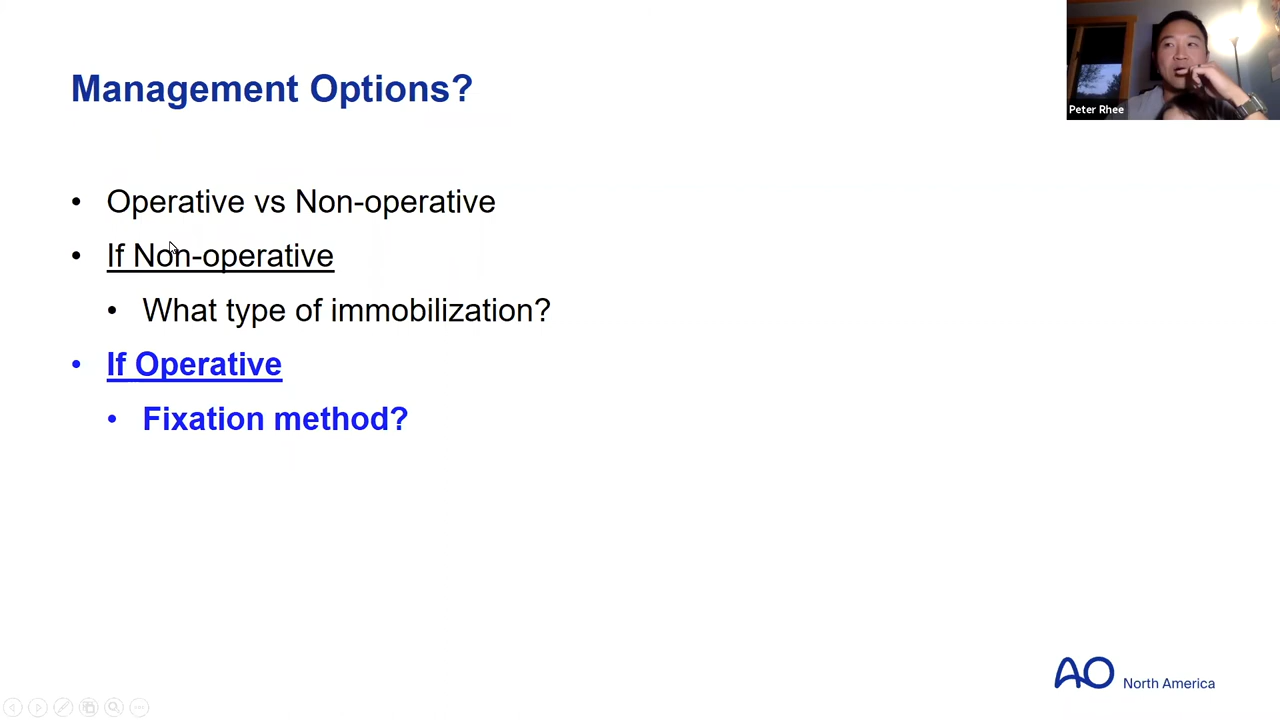 Management Options?
Peter Rhee
• Operative vs Non-operative
• If Non-operative
• What type of immobilization?
• If Operative
• Fixation method?
AO North America